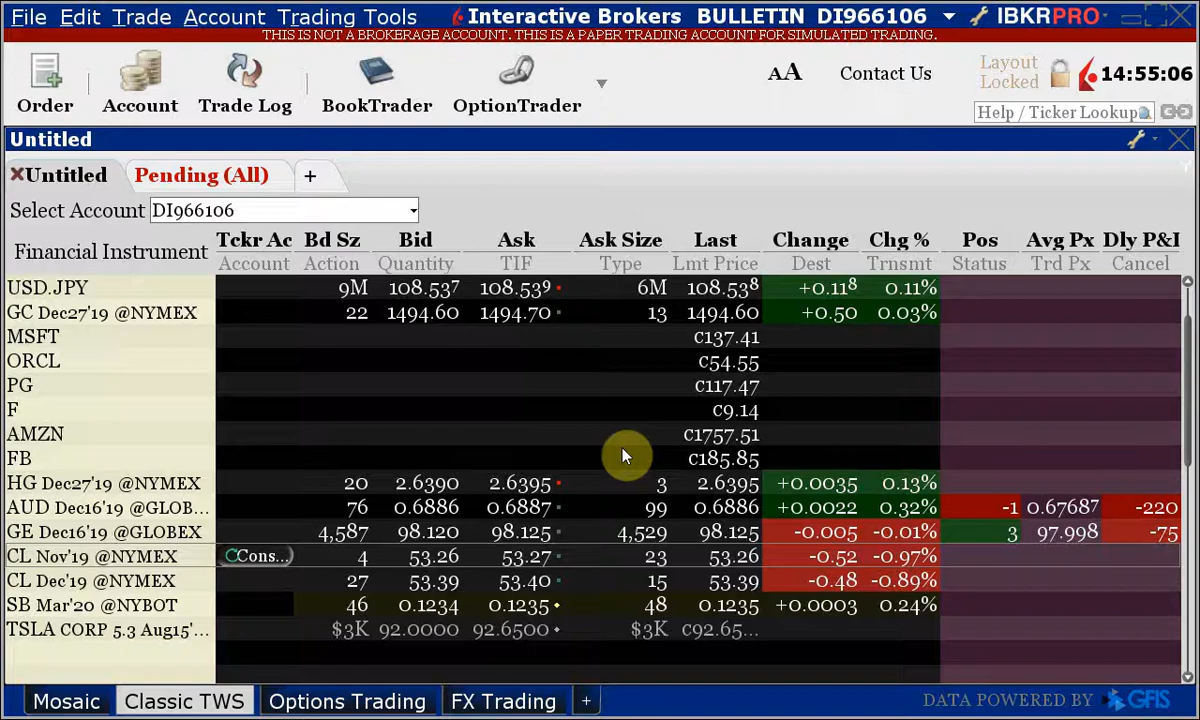 File Edit Trade Account Trading Tools Interactive Brokers BULLETIN DI966106 IBKRPRO
THIS IS NOT A BROKERAGE ACCOUNT. THIS IS A PAPER TRADING ACCOUNT FOR SIMULATED TRADING.
Order Account Trade Log BookTrader OptionTrader AA Contact Us Layout Locked 14:55:06
Help / Ticker Lookup
Untitled
Untitled Pending (All) +
Select Account DI966106
Financial Instrument Tckr Ac Bd Sz Bid Ask Ask Size Last Change Chg % Pos Avg Px Dly P&L
Account Action Quantity TIF Type Lmt Price Dest Trnsmt Status Trd Px Cancel
USD.JPY 9M 108.537 108.539 6M 108.538 +0.118 0.11%
GC Dec27'19 @NYMEX 22 1494.60 1494.70 13 1494.60 +0.50 0.03%
MSFT C137.41
ORCL C54.55
PG C117.47
F C9.14
AMZN C1757.51
FB C185.85
HG Dec27'19 @NYMEX 20 2.6390 2.6395 3 2.6395 +0.0035 0.13%
AUD Dec16'19 @GLOB... 76 0.6886 0.6887 99 0.6886 +0.0022 0.32% -1 0.67687 -220
GE Dec16'19 @GLOBEX 4,587 98.120 98.125 4,529 98.125 -0.005 -0.01% 3 97.998 -75
CL Nov'19 @NYMEX Cons... 4 53.26 53.27 23 53.26 -0.52 -0.97%
CL Dec'19 @NYMEX 27 53.39 53.40 15 53.39 -0.48 -0.89%
SB Mar'20 @NYBOT 46 0.1234 0.1235 48 0.1235 +0.0003 0.24%
TSLA CORP 5.3 Aug15'... $3K 92.0000 92.6500 $3K C92.65...
Mosaic Classic TWS Options Trading FX Trading + DATA POWERED BY GFIS